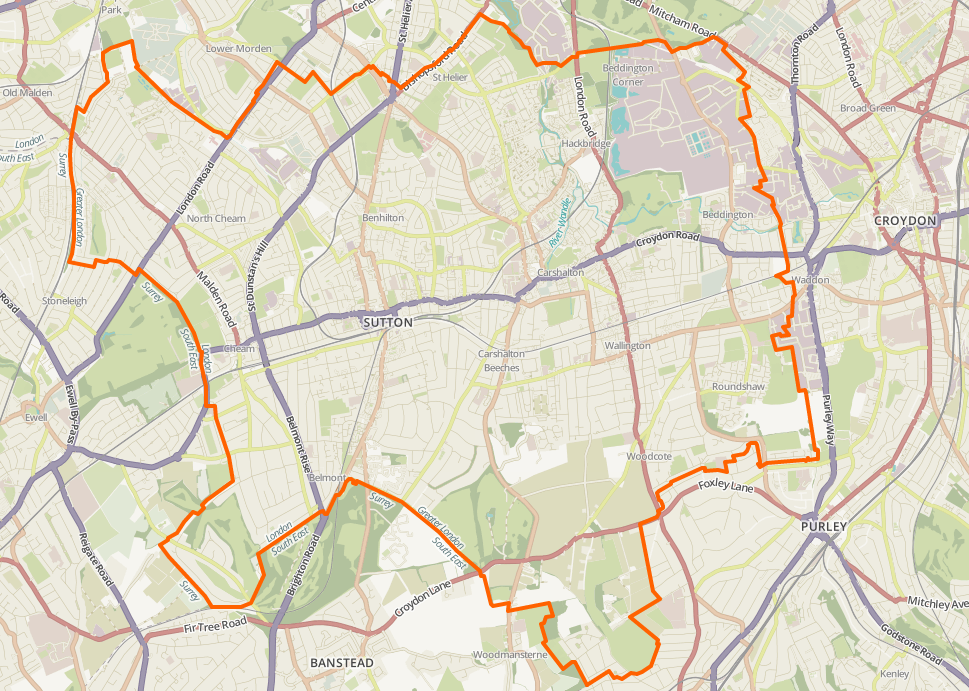 Park
Cen
St Helier
ad
Mitcham Road
Thornton Road
London Road
Lower Morden
Bishopsford Road
St Helier
Beddington
Corner
Old Malden
London Road
Broad Green
London
South East
Hackbridge
Surrey
Greater London
London Road
North Cheam
Benhilton
River Wandle
Beddington
CROYDON
Croydon Road
St Dunstan's Hill
Carshalton
Waddon
Surrey
Malden Road
Stoneleigh
Road
SUTTON
South East
London
Cheam
Carshalton
Beeches
Wallington
Roundshaw
Ewell
Ewell By-Pass
Purley Way
Belmont Rise
Woodcote
Belmont
Surrey
Foxley Lane
Greater London
South East
London
South East
PURLEY
Reigate Road
Brighton Road
Surrey
Croydon Lane
Mitchley Ave
Fir Tree Road
Godstone Road
BANSTEAD
Woodmansterne
Kenley